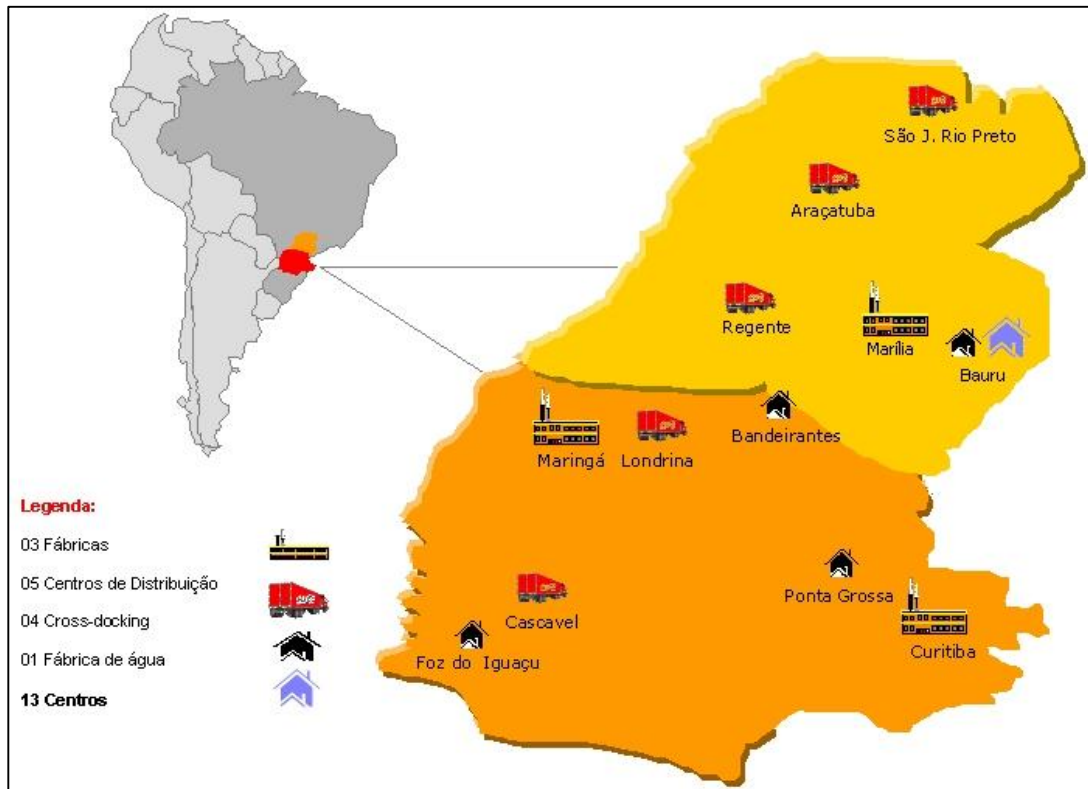 São J. Rio Preto
Araçatuba
Regente
Marília
Bauru
Bandeirantes
Maringá
Londrina
Ponta Grossa
Cascavel
Curitiba
Foz do Iguaçu
Legenda:
03 Fábricas
05 Centros de Distribuição
04 Cross-docking
01 Fábrica de água
13 Centros